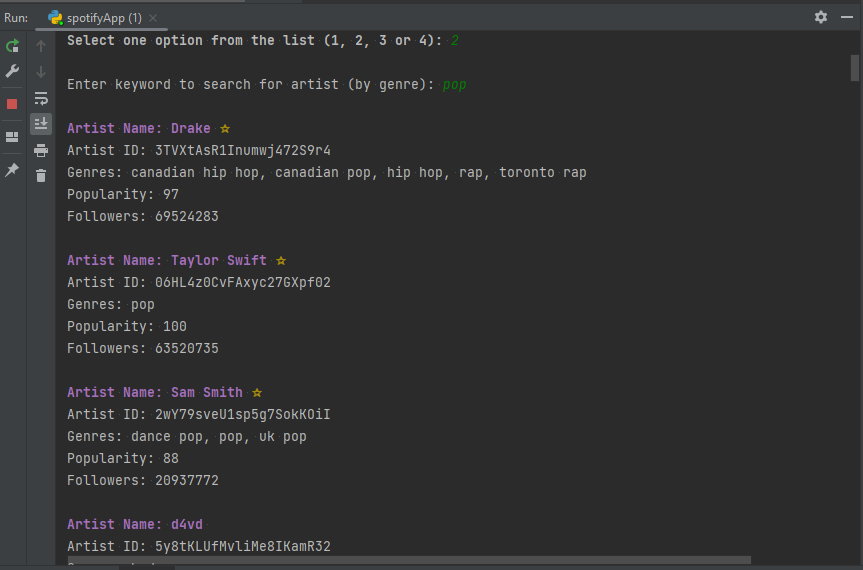 Run: spotifyApp (1)
Select one option from the list (1, 2, 3 or 4): 2
Enter keyword to search for artist (by genre): pop
Artist Name: Drake ☆
Artist ID: 3TVXtAsR1Inumwj472S9r4
Genres: canadian hip hop, canadian pop, hip hop, rap, toronto rap
Popularity: 97
Followers: 69524283
Artist Name: Taylor Swift ☆
Artist ID: 06HL4z0CvFAxyc27GXpf02
Genres: pop
Popularity: 100
Followers: 63520735
Artist Name: Sam Smith ☆
Artist ID: 2wY79sveU1sp5g7SokKOiI
Genres: dance pop, pop, uk pop
Popularity: 88
Followers: 20937772
Artist Name: d4vd
Artist ID: 5y8tKLUfMvliMe8IKamR32